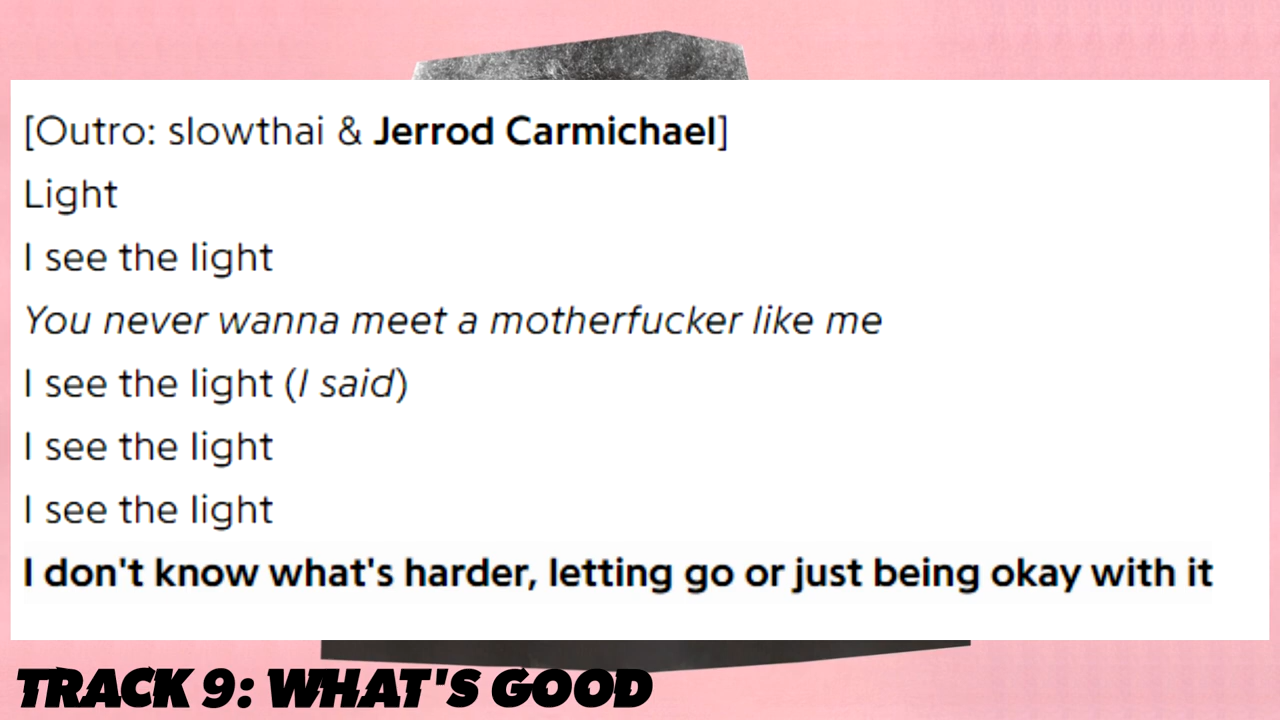 [Outro: slowthai & Jerrod Carmichael]
Light
I see the light
You never wanna meet a motherfucker like me
I see the light (I said)
I see the light
I see the light
I don't know what's harder, letting go or just being okay with it
TRACK 9: WHAT'S GOOD